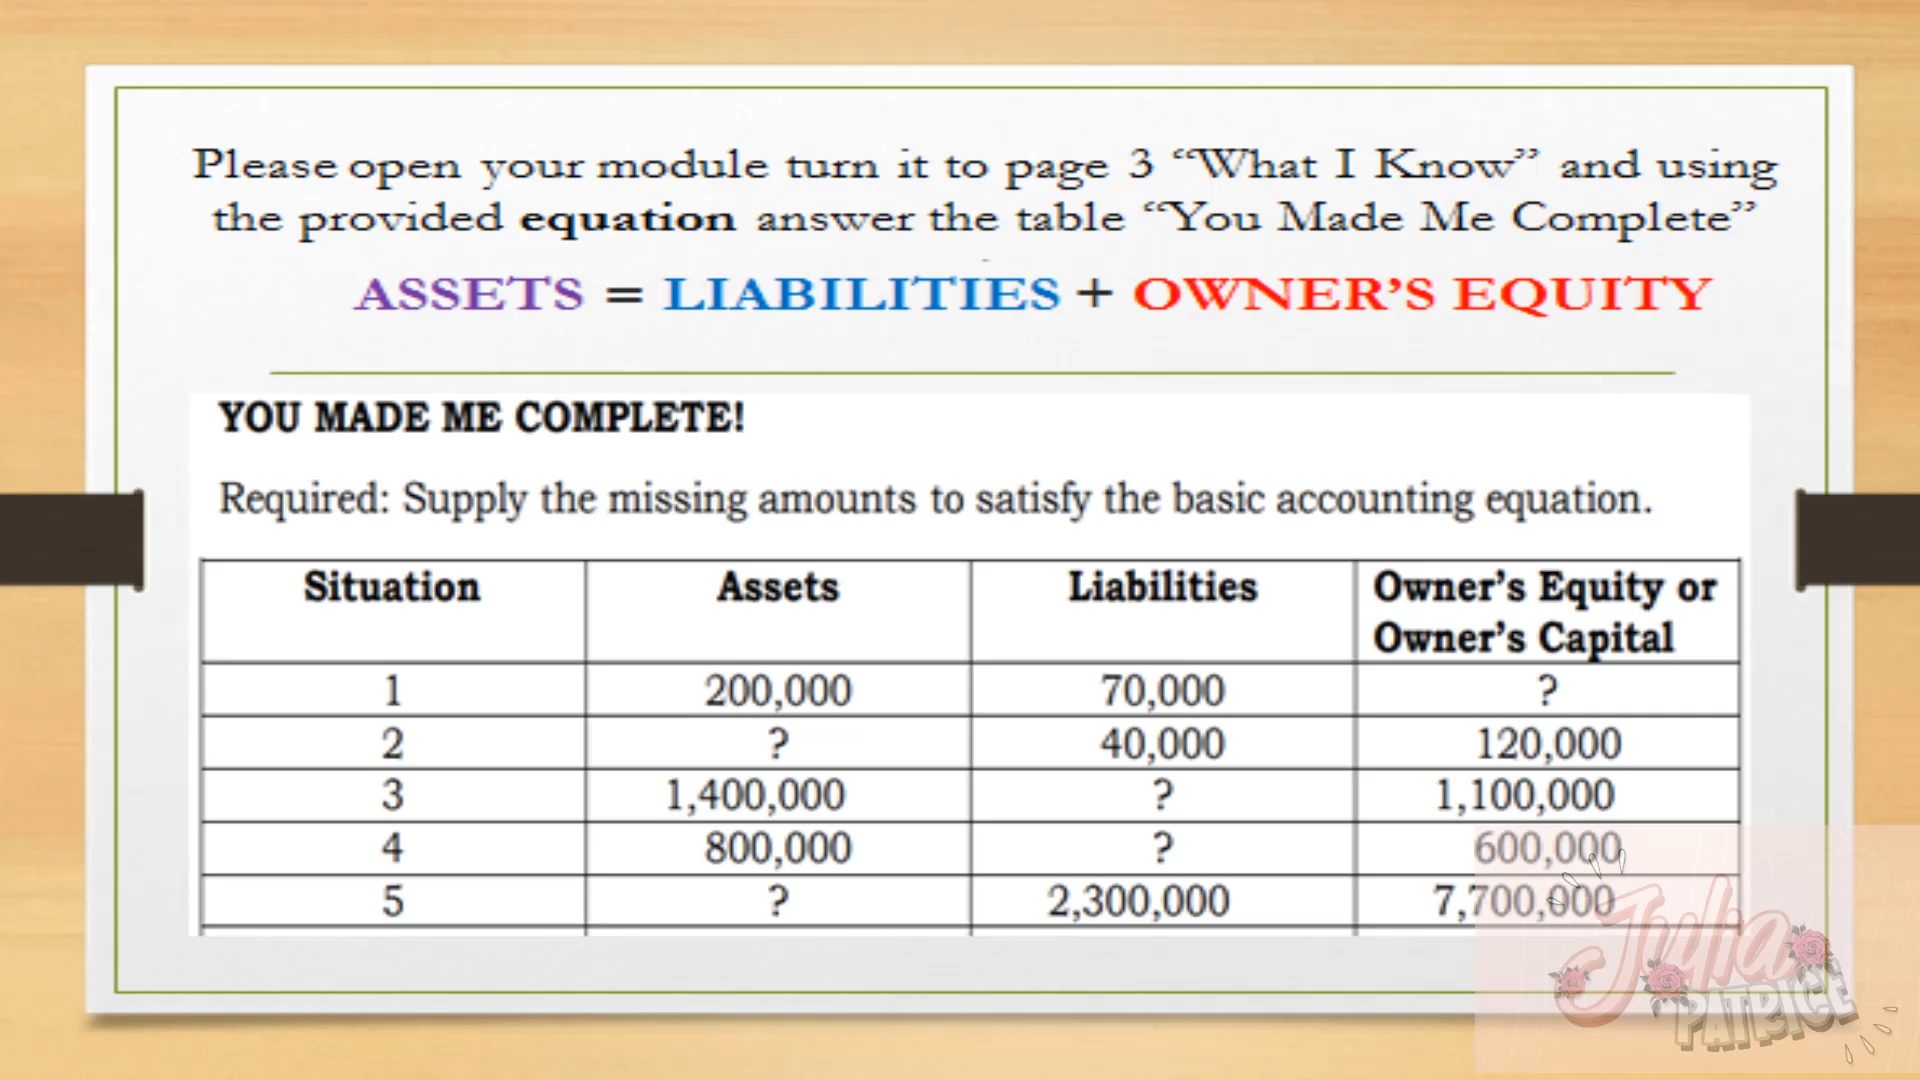 Please open your module turn it to page 3 “What I Know” and using
the provided equation answer the table “You Made Me Complete”
ASSETS = LIABILITIES + OWNER’S EQUITY
YOU MADE ME COMPLETE!
Required: Supply the missing amounts to satisfy the basic accounting equation.
Situation Assets Liabilities Owner’s Equity or
Owner’s Capital
1 200,000 70,000 ?
2 ? 40,000 120,000
3 1,400,000 ? 1,100,000
4 800,000 ? 600,000
5 ? 2,300,000 7,700,000
Julia
PATRICE